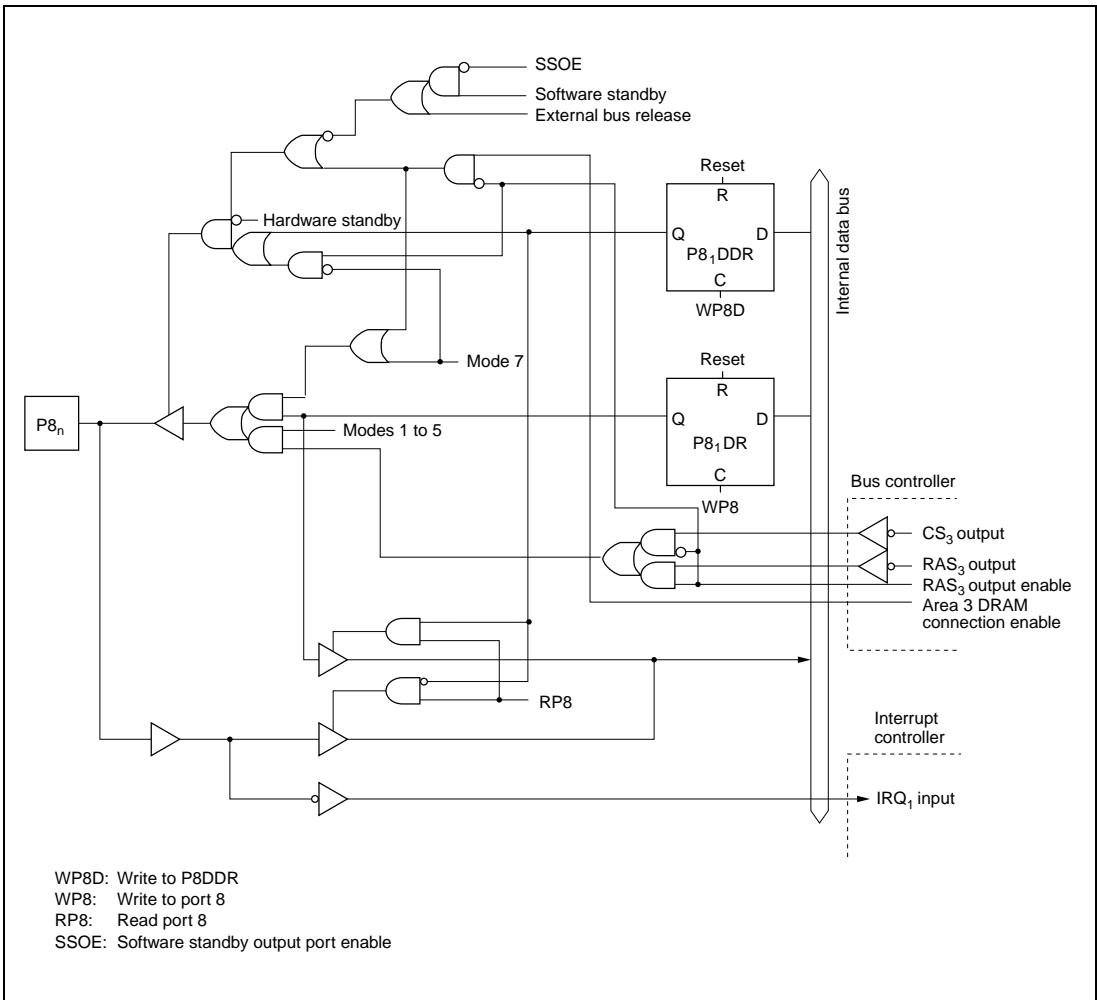 SSOE
Software standby
External bus release
Reset
R
Hardware standby
Q
D
P8₁DDR
C
WP8D
Internal data bus
Reset
Mode 7
R
P8ₙ
Q
D
Modes 1 to 5
P8₁DR
C
WP8
Bus controller
CS₃ output
RAS₃ output
RAS₃ output enable
Area 3 DRAM
connection enable
RP8
Interrupt
controller
IRQ₁ input
WP8D: Write to P8DDR
WP8: Write to port 8
RP8: Read port 8
SSOE: Software standby output port enable